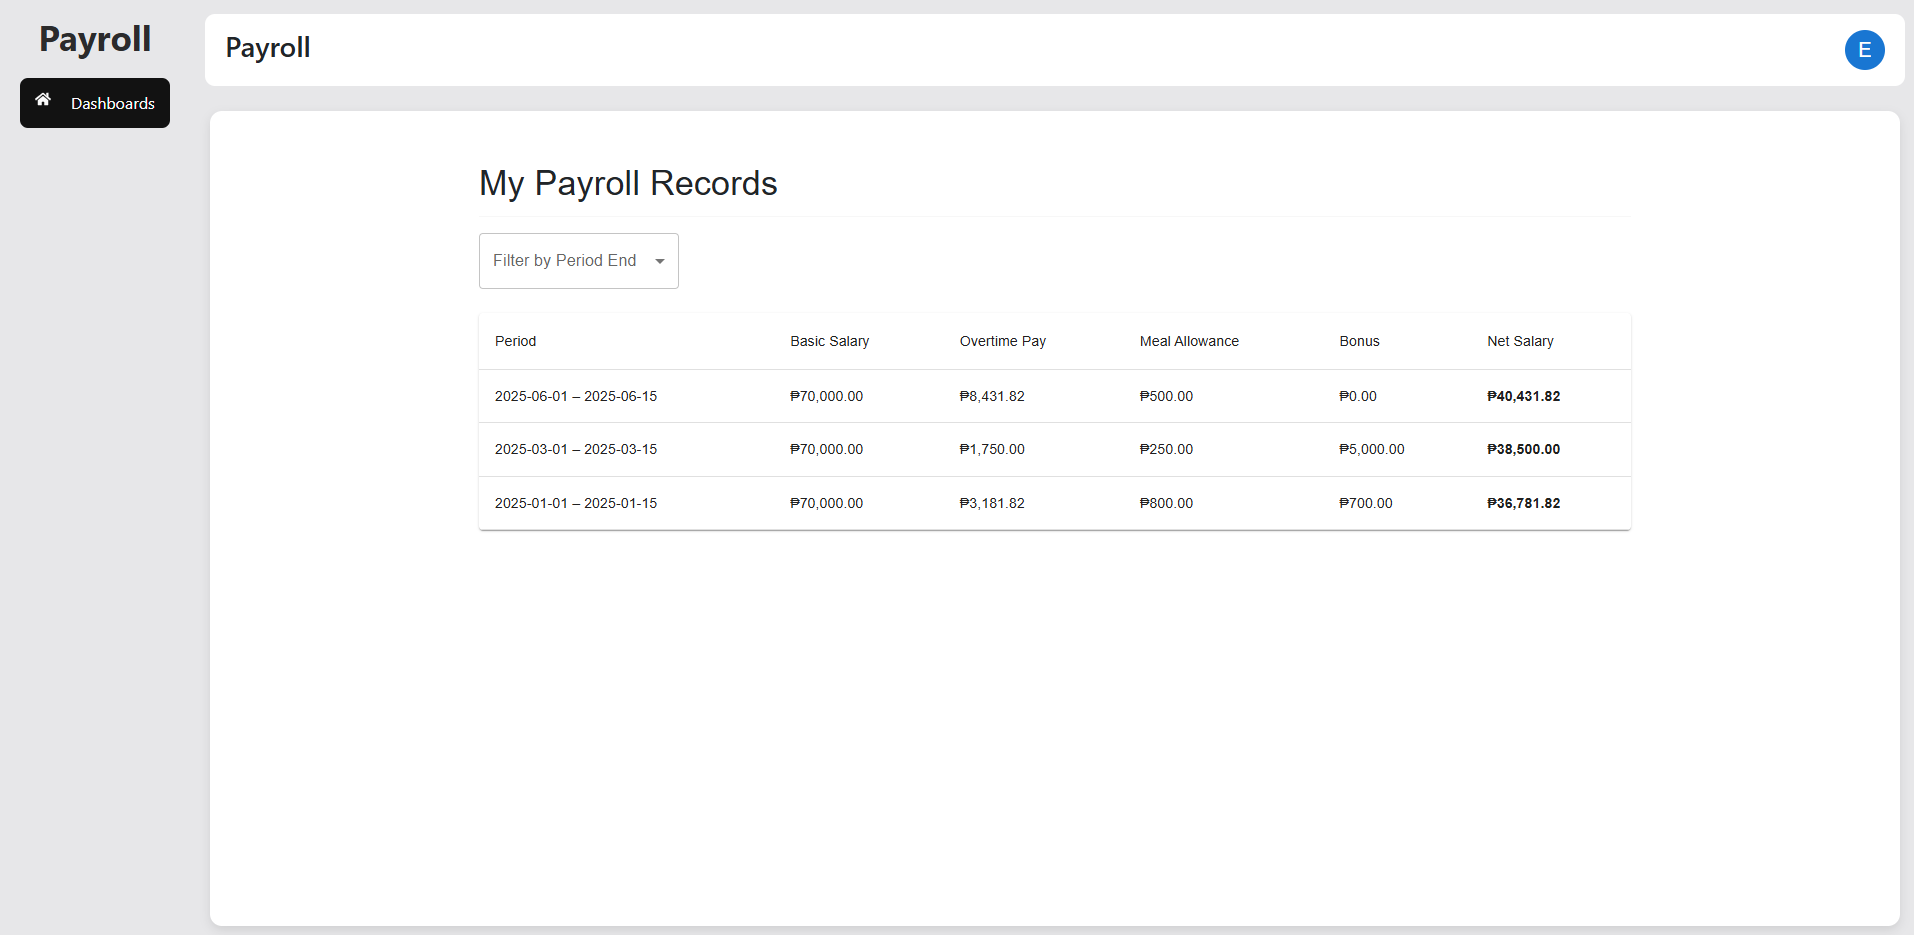 Payroll
Dashboards
Payroll
E
My Payroll Records
Filter by Period End
Period Basic Salary Overtime Pay Meal Allowance Bonus Net Salary
2025-06-01 – 2025-06-15 ₱70,000.00 ₱8,431.82 ₱500.00 ₱0.00 ₱40,431.82
2025-03-01 – 2025-03-15 ₱70,000.00 ₱1,750.00 ₱250.00 ₱5,000.00 ₱38,500.00
2025-01-01 – 2025-01-15 ₱70,000.00 ₱3,181.82 ₱800.00 ₱700.00 ₱36,781.82